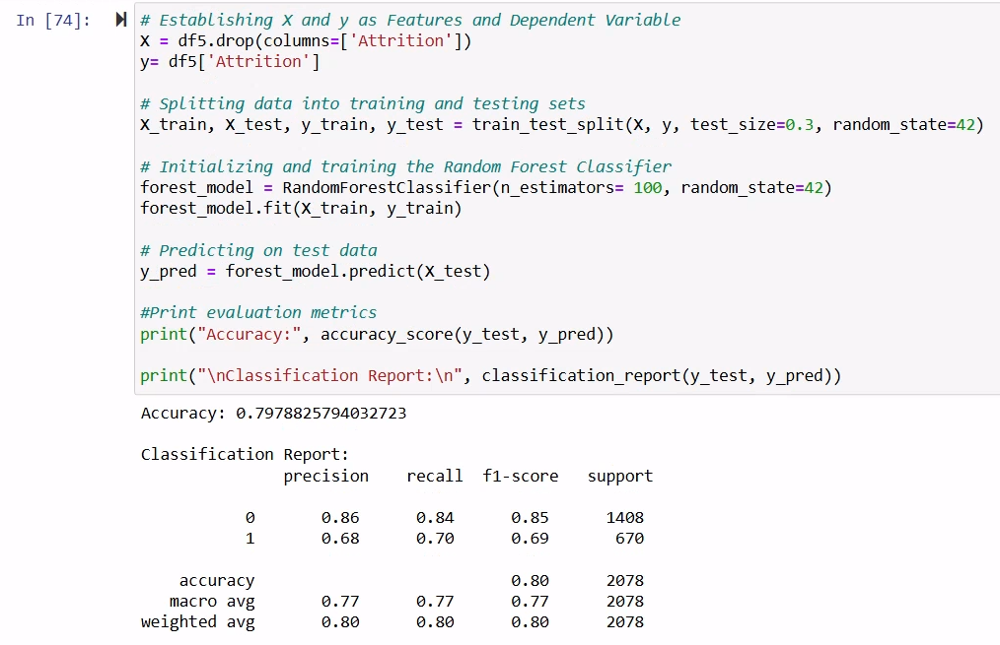 In [74]:
# Establishing X and y as Features and Dependent Variable
X = df5.drop(columns=['Attrition'])
y= df5['Attrition']
# Splitting data into training and testing sets
X_train, X_test, y_train, y_test = train_test_split(X, y, test_size=0.3, random_state=42)
# Initializing and training the Random Forest Classifier
forest_model = RandomForestClassifier(n_estimators= 100, random_state=42)
forest_model.fit(X_train, y_train)
# Predicting on test data
y_pred = forest_model.predict(X_test)
#Print evaluation metrics
print("Accuracy:", accuracy_score(y_test, y_pred))
print("\nClassification Report:\n", classification_report(y_test, y_pred))
Accuracy: 0.7978825794032723
Classification Report:
precision recall f1-score support
0 0.86 0.84 0.85 1408
1 0.68 0.70 0.69 670
accuracy 0.80 2078
macro avg 0.77 0.77 0.77 2078
weighted avg 0.80 0.80 0.80 2078